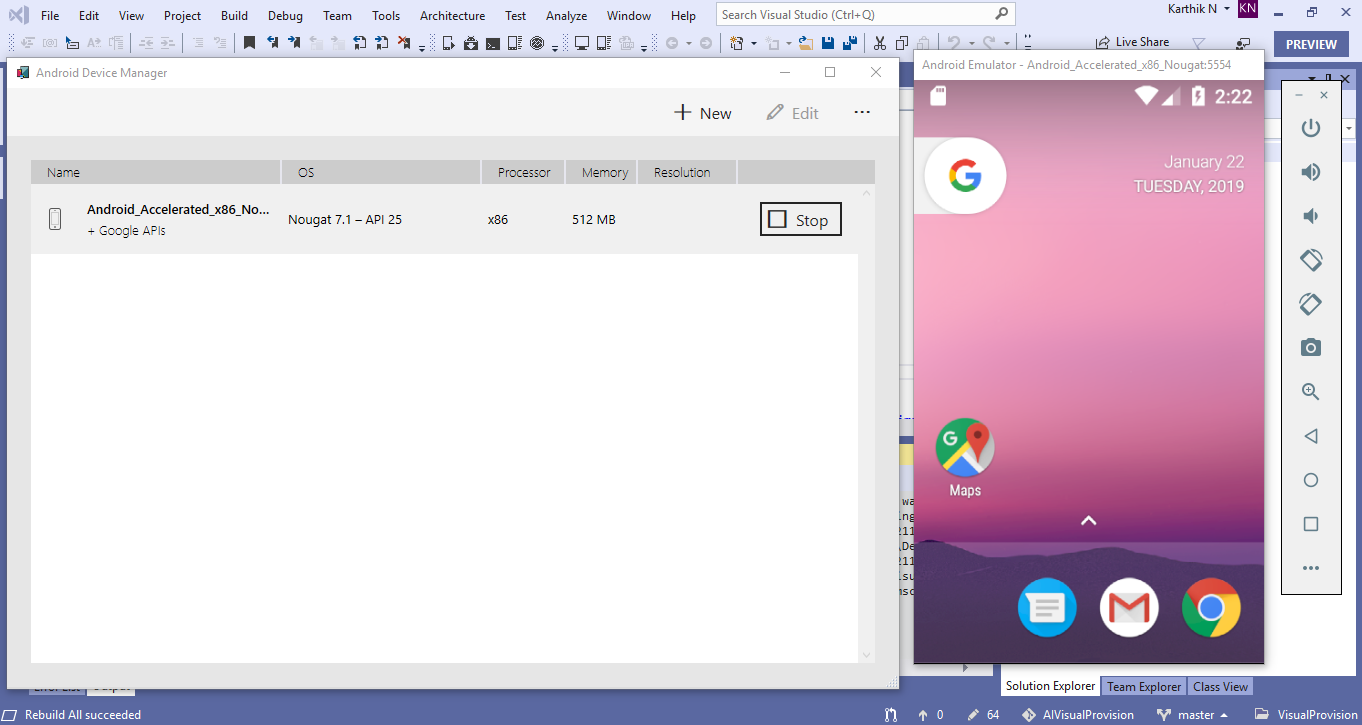 File Edit View Project Build Debug Team Tools Architecture Test Analyze Window Help
Search Visual Studio (Ctrl+Q)
Karthik N KN
Live Share
PREVIEW
Android Device Manager
New Edit
Name OS Processor Memory Resolution
Android_Accelerated_x86_No...
+ Google APIs
Nougat 7.1 – API 25 x86 512 MB Stop
Android Emulator - Android_Accelerated_x86_Nougat:5554
2:22
January 22
TUESDAY, 2019
G
Maps
Solution Explorer Team Explorer Class View
Rebuild All succeeded
0 64 AIVisualProvision master VisualProvision